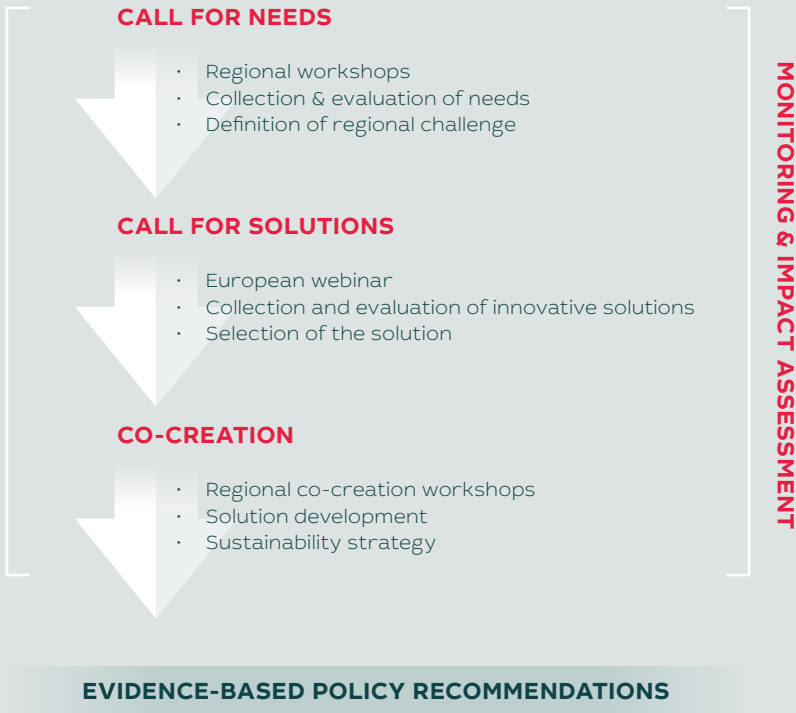 CALL FOR NEEDS
· Regional workshops
· Collection & evaluation of needs
· Definition of regional challenge
CALL FOR SOLUTIONS
· European webinar
· Collection and evaluation of innovative solutions
· Selection of the solution
CO-CREATION
· Regional co-creation workshops
· Solution development
· Sustainability strategy
MONITORING & IMPACT ASSESSMENT
EVIDENCE-BASED POLICY RECOMMENDATIONS